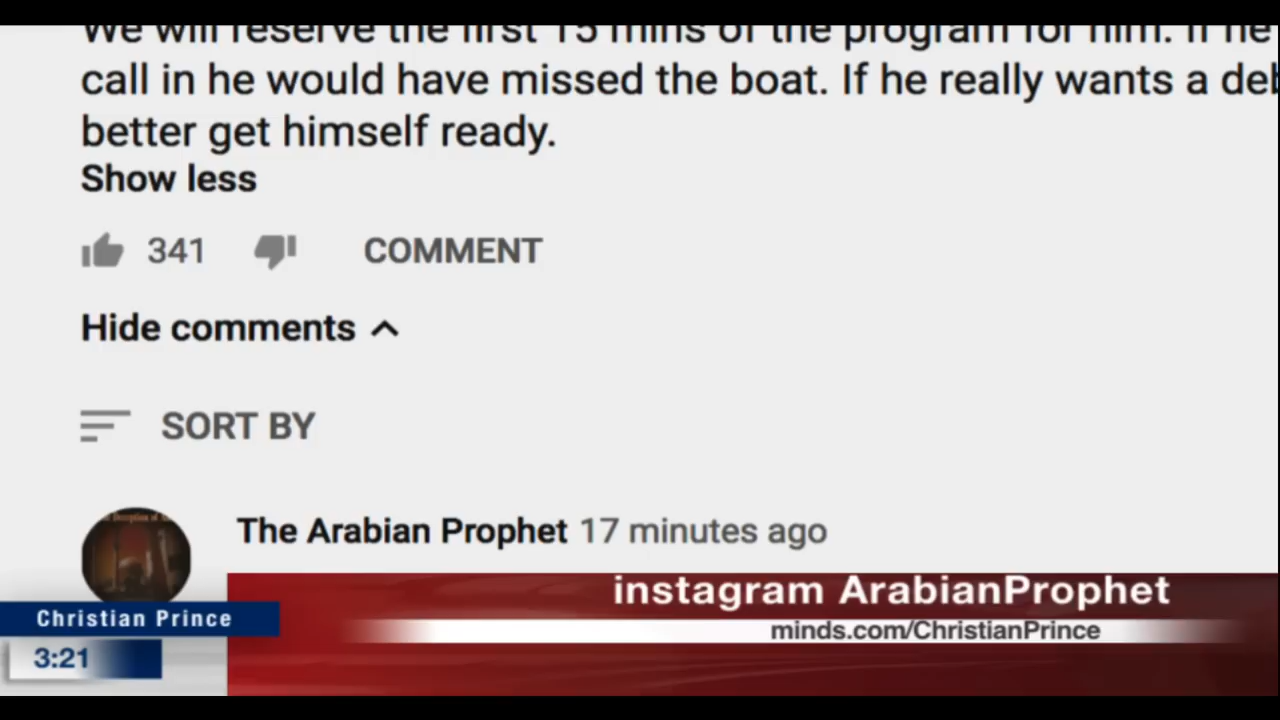 We will reserve the first 15 mins of the program for him. If he
call in he would have missed the boat. If he really wants a
better get himself ready.
Show less
341 COMMENT
Hide comments
SORT BY
The Arabian Prophet 17 minutes ago
instagram ArabianProphet
minds.com/ChristianPrince
Christian Prince
3:21